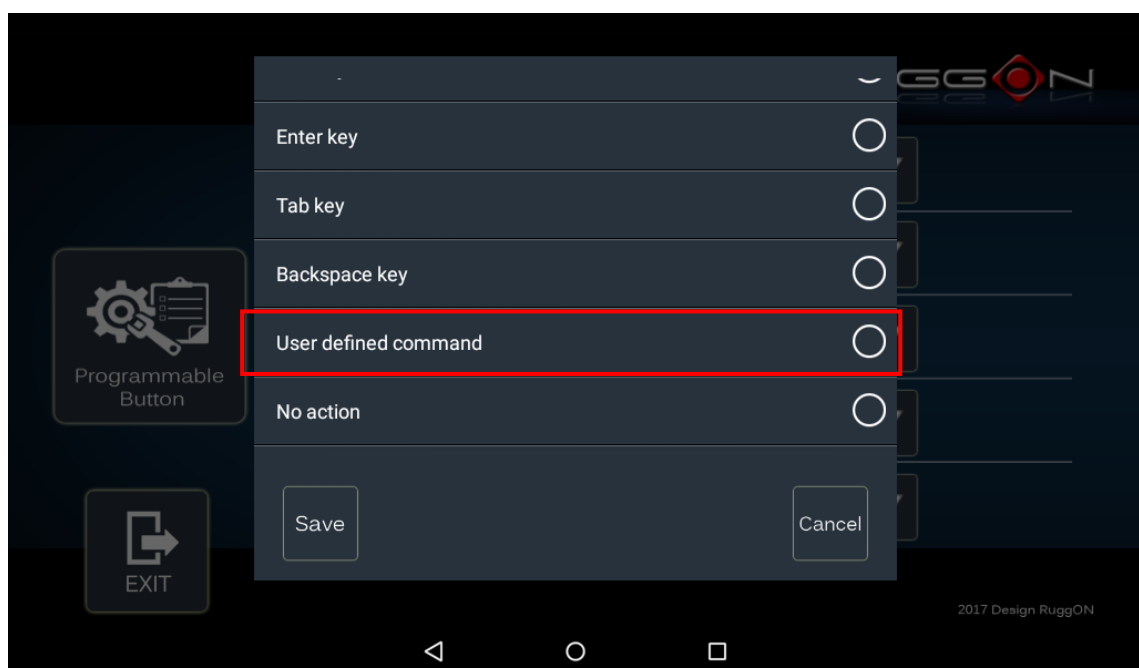 Enter key
Tab key
Backspace key
User defined command
No action
Save
Cancel
Programmable
Button
EXIT
2017 Design RuggON